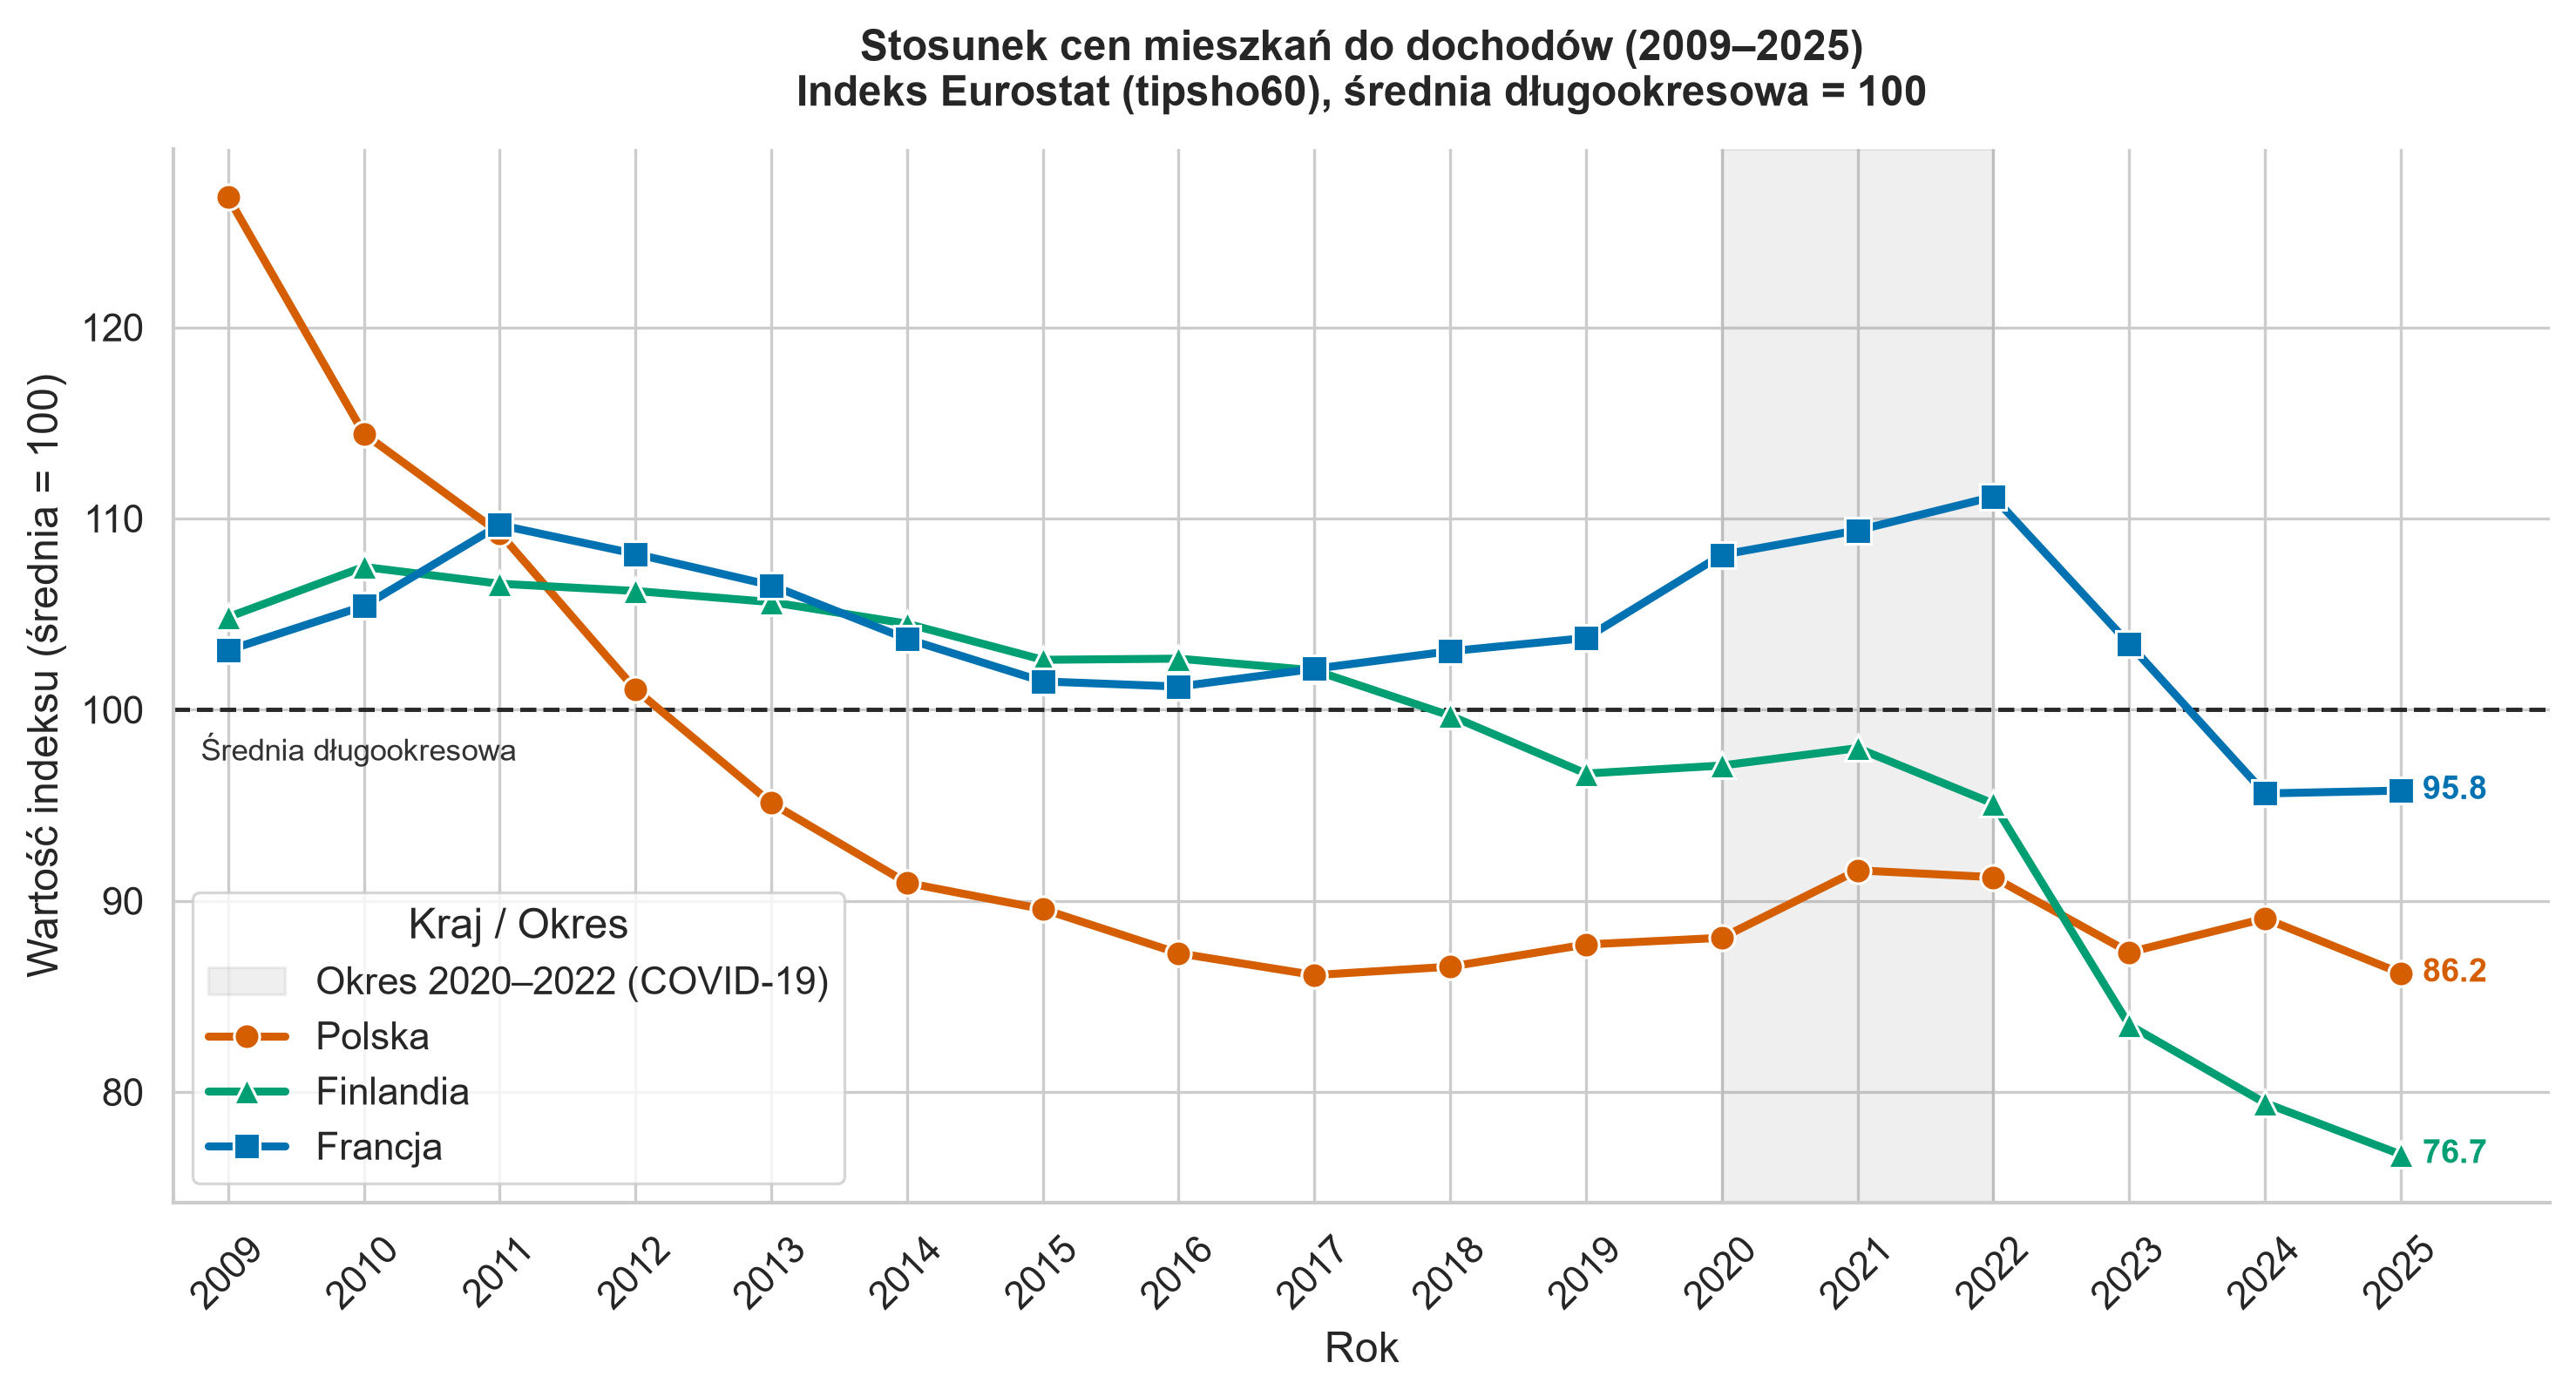 Stosunek cen mieszkań do dochodów (2009–2025)
Indeks Eurostat (tipsho60), średnia długookresowa = 100
Wartość indeksu (średnia = 100)
120
110
100
90
80
Średnia długookresowa
95.8
86.2
76.7
Kraj / Okres
Okres 2020–2022 (COVID-19)
Polska
Finlandia
Francja
2009
2010
2011
2012
2013
2014
2015
2016
2017
2018
2019
2020
2021
2022
2023
2024
2025
Rok